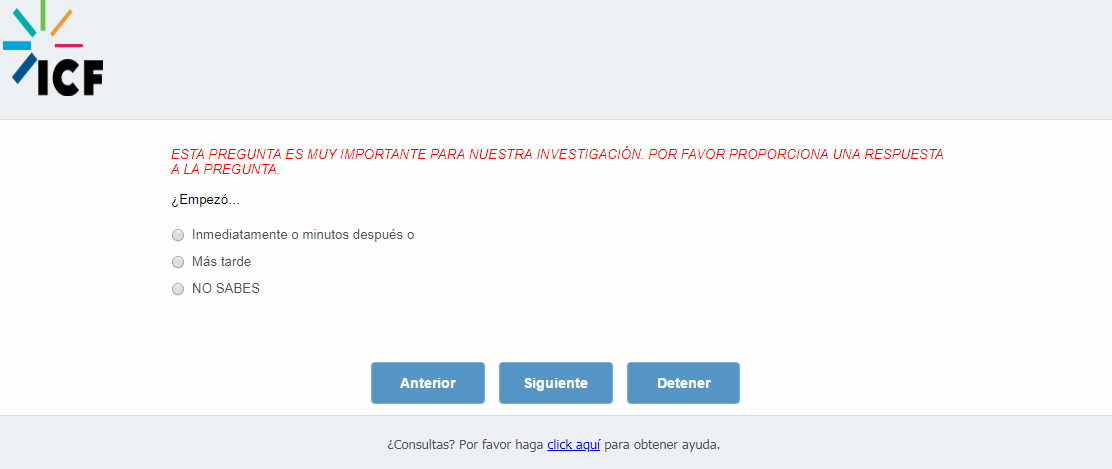 ICF
ESTA PREGUNTA ES MUY IMPORTANTE PARA NUESTRA INVESTIGACIÓN. POR FAVOR PROPORCIONA UNA RESPUESTA
A LA PREGUNTA.
¿Empezó...
Inmediatamente o minutos después o
Más tarde
NO SABES
Anterior
Siguiente
Detener
¿Consultas? Por favor haga click aquí para obtener ayuda.